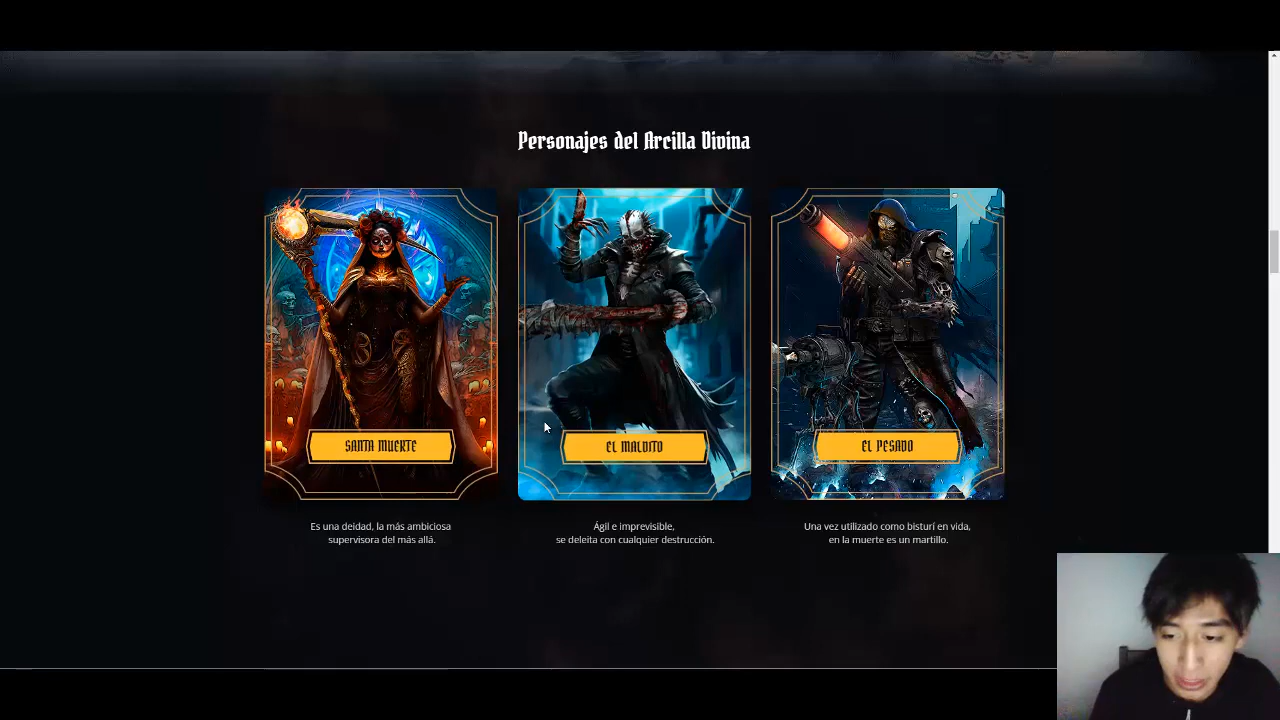 Personajes del Arcilla Divina
SANTA MUERTE
EL MALDITO
EL PESADO
Es una deidad, la más ambiciosa
supervisora del más allá.
Ágil e imprevisible,
se deleita con cualquier destrucción.
Una vez utilizado como bisturí en vida,
en la muerte es un martillo.